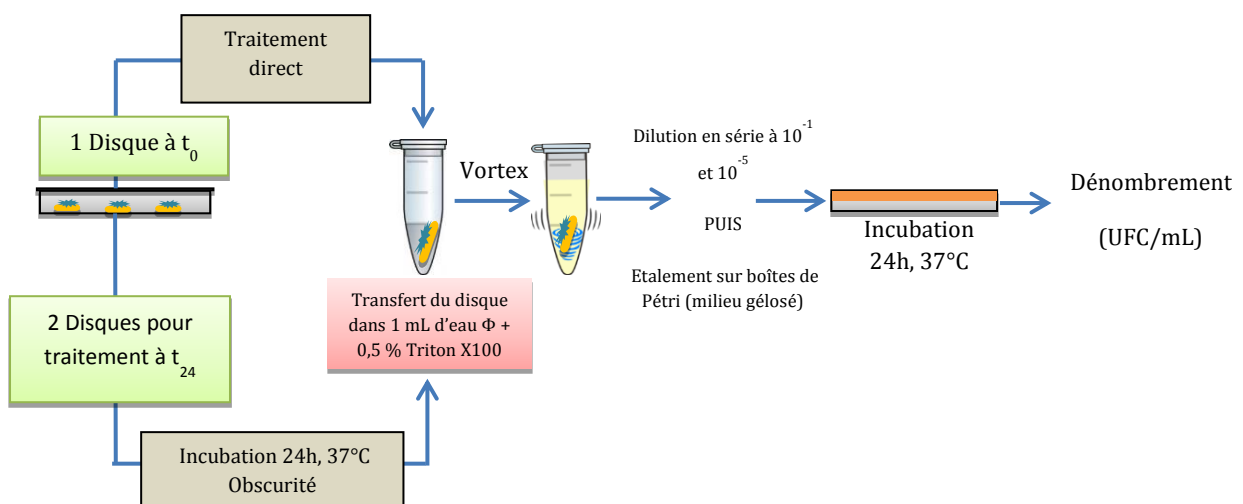 Traitement
direct
1 Disque à t0
2 Disques pour
traitement à t24
Incubation 24h, 37°C
Obscurité
Transfert du disque
dans 1 mL d’eau Φ +
0,5 % Triton X100
Vortex
Dilution en série à 10-1
et 10-5
PUIS
Etalement sur boîtes de
Pétri (milieu gélosé)
Incubation
24h, 37°C
Dénombrement
(UFC/mL)